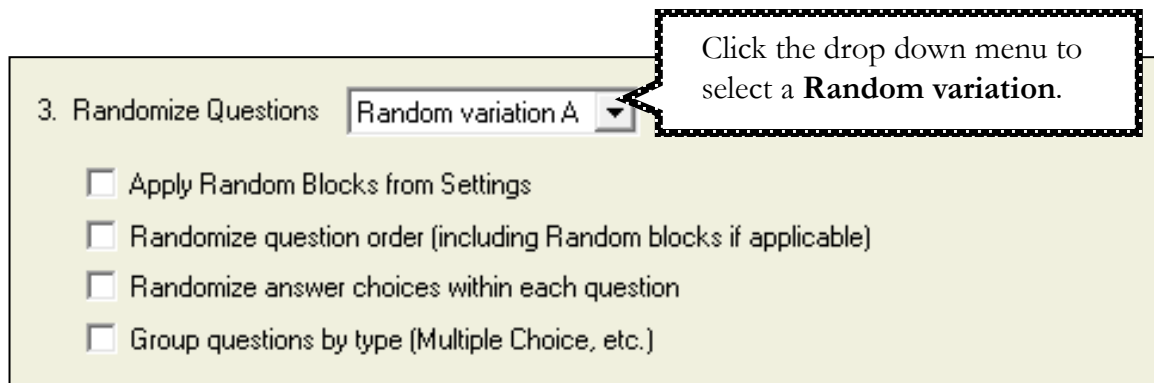 Click the drop down menu to
select a Random variation.
3. Randomize Questions Random variation A
Apply Random Blocks from Settings
Randomize question order (including Random blocks if applicable)
Randomize answer choices within each question
Group questions by type (Multiple Choice, etc.)